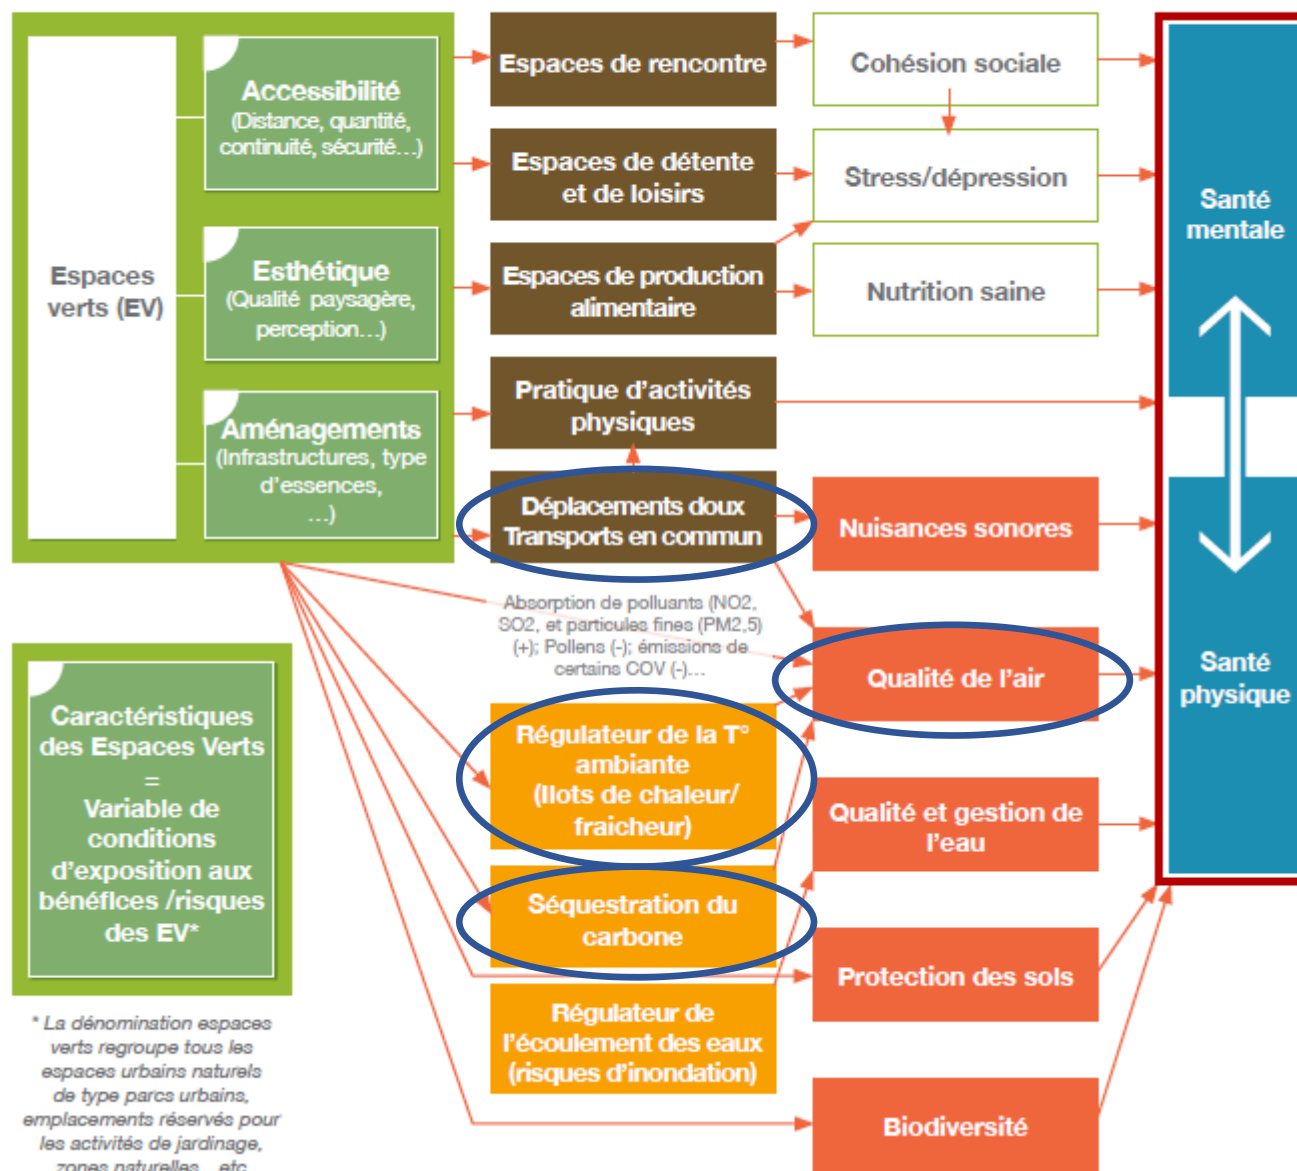 Espaces
verts (EV)
Accessibilité
(Distance, quantité,
continuité, sécurité…)
Esthétique
(Qualité paysagère,
perception…)
Aménagements
(Infrastructures, type
d'essences,
…)
Espaces de rencontre
Espaces de détente
et de loisirs
Espaces de production
alimentaire
Pratique d'activités
physiques
Déplacements doux
Transports en commun
Absorption de polluants (NO2,
SO2, et particules fines (PM2,5)
(+); Pollens (-); émissions de
certains COV (-)…
Régulateur de la T°
ambiante
(Ilots de chaleur/
fraicheur)
Séquestration du
carbone
Régulateur de
l'écoulement des eaux
(risques d'inondation)
Cohésion sociale
Stress/dépression
Nutrition saine
Nuisances sonores
Qualité de l'air
Qualité et gestion de
l'eau
Protection des sols
Biodiversité
Santé
mentale
Santé
physique
Caractéristiques
des Espaces Verts
=
Variable de
conditions
d'exposition aux
bénéfices /risques
des EV*
* La dénomination espaces
verts regroupe tous les
espaces urbains naturels
de type parcs urbains,
emplacements réservés pour
les activités de jardinage,
zones naturelles…etc